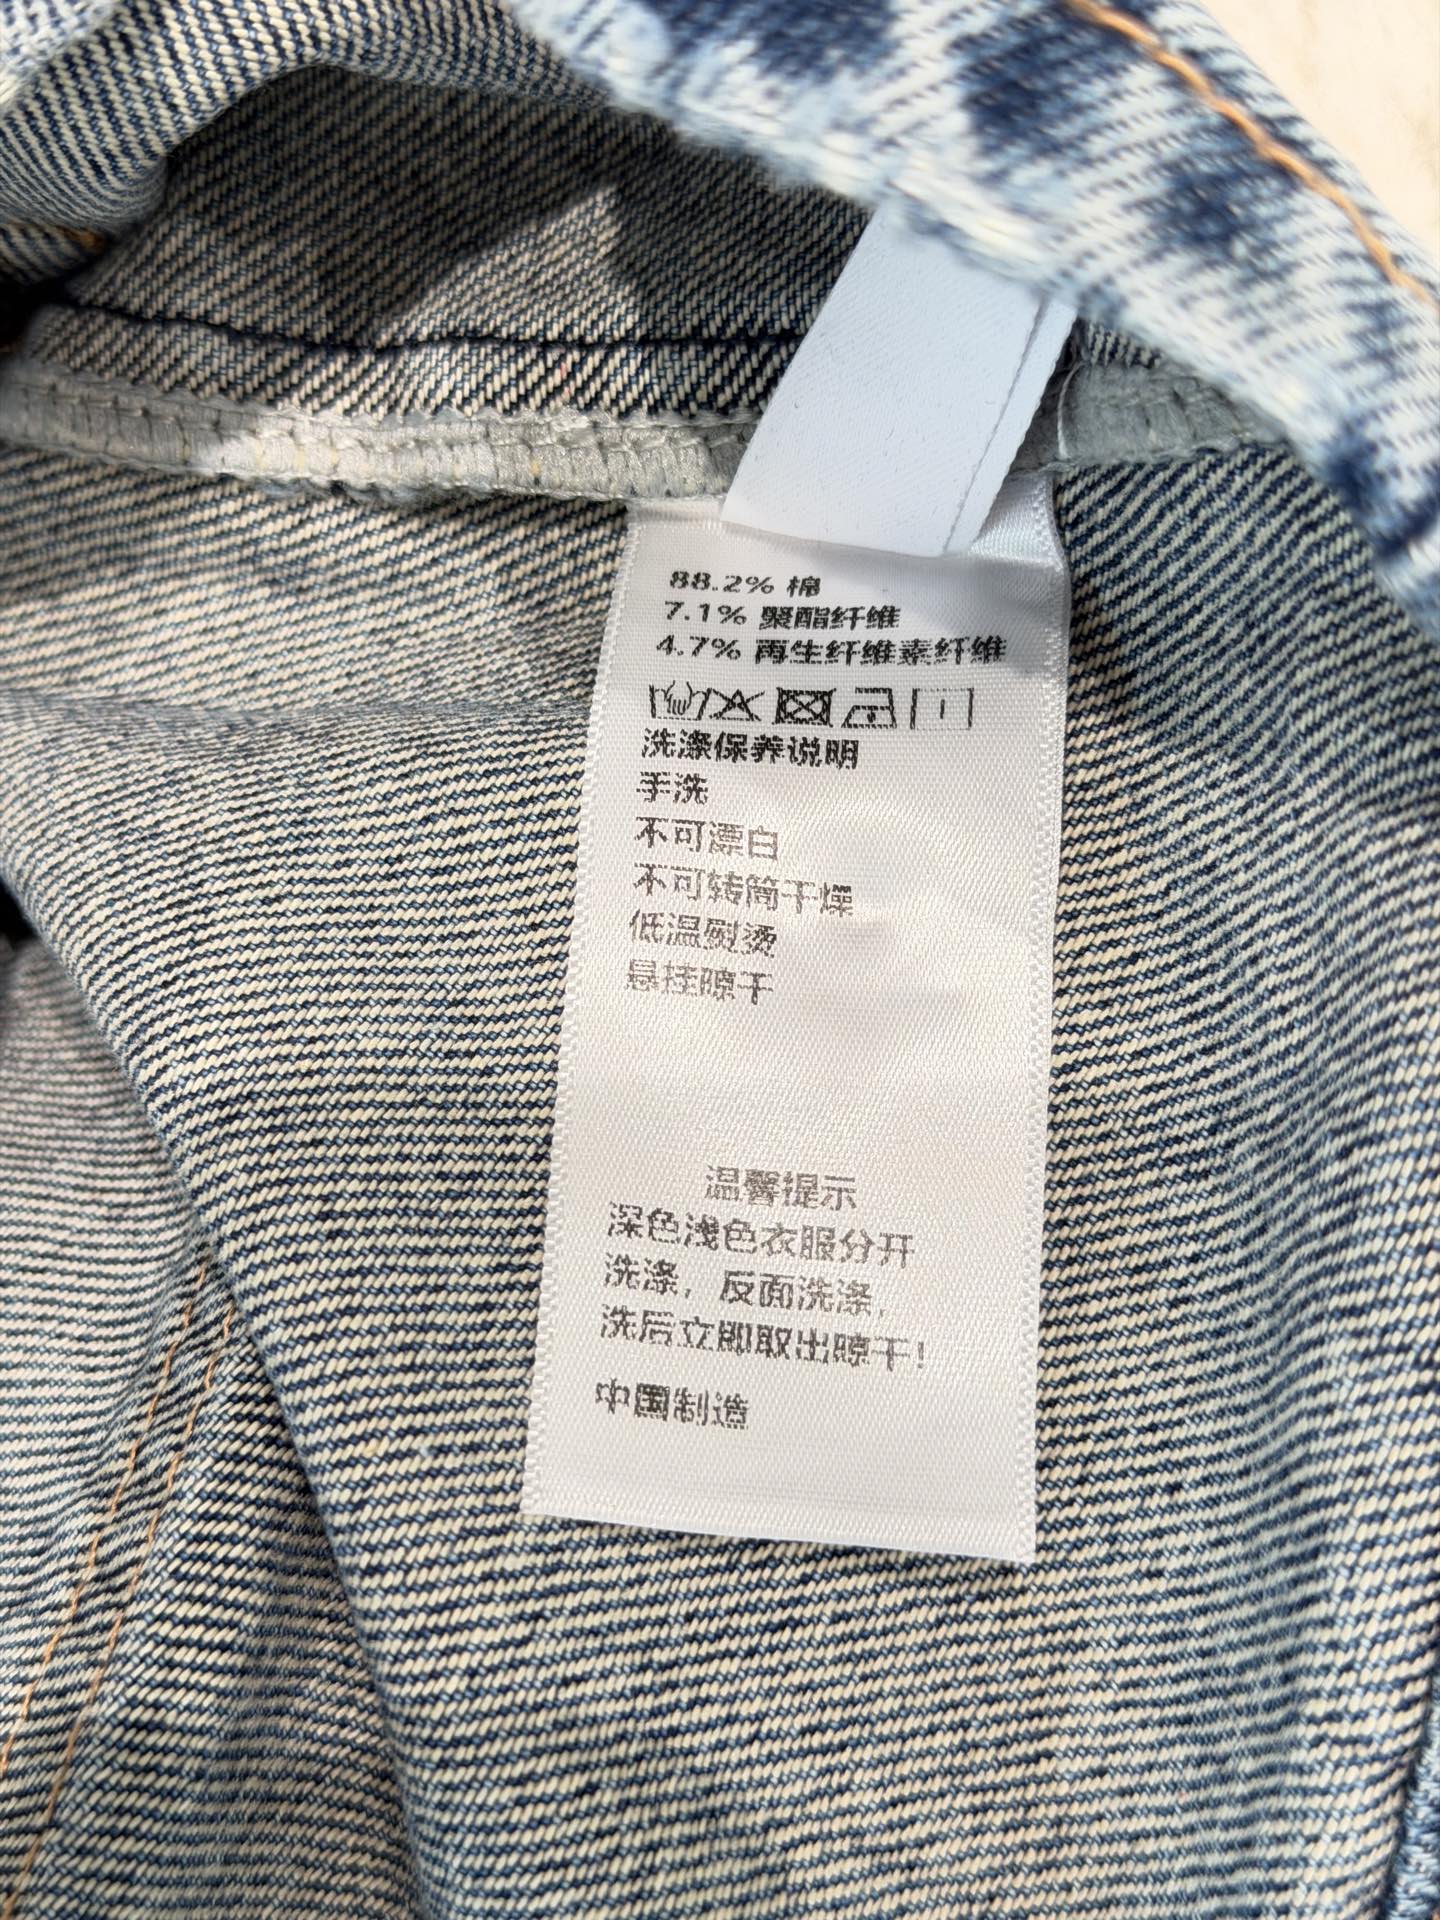 88.2% 棉
7.1% 聚酯纤维
4.7% 再生纤维素纤维
洗涤保养说明
手洗
不可漂白
不可转筒干燥
低温熨烫
悬挂晾干
温馨提示
深色浅色衣服分开
洗涤，反面洗涤，
洗后立即取出晾干！
中国制造